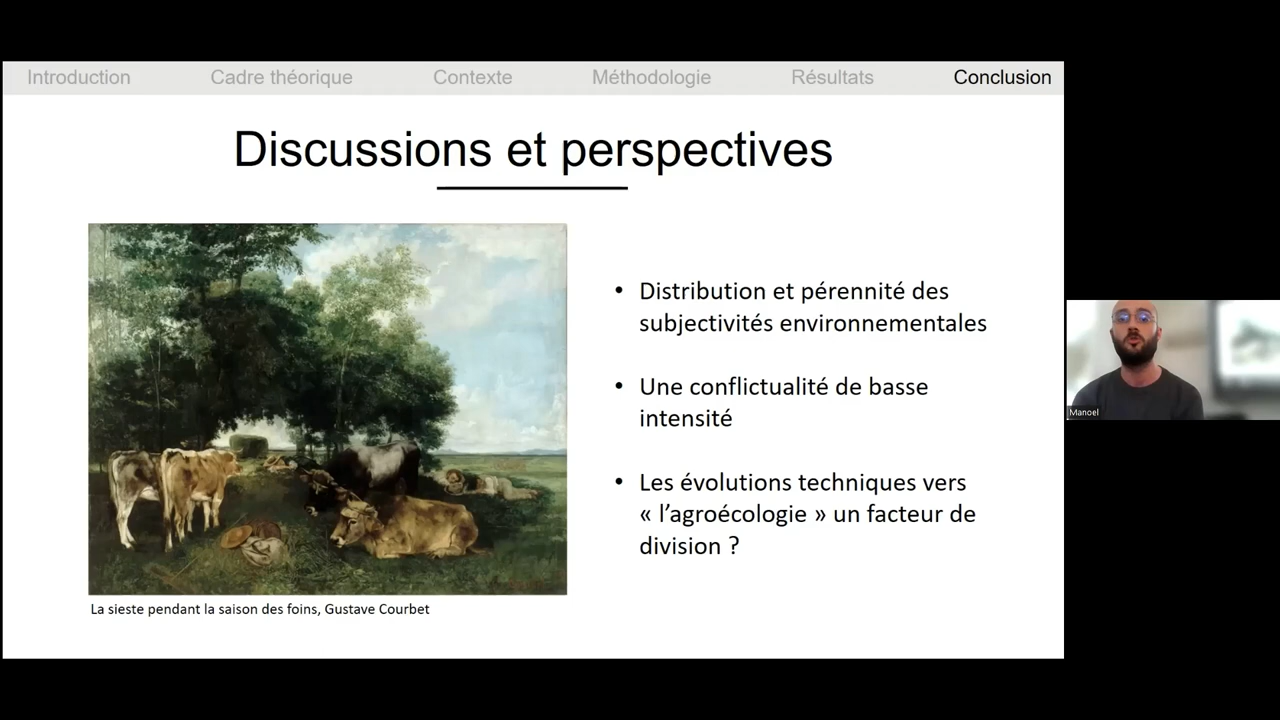 Introduction Cadre théorique Contexte Méthodologie Résultats Conclusion
Discussions et perspectives
• Distribution et pérennité des
subjectivités environnementales
• Une conflictualité de basse
intensité
• Les évolutions techniques vers
« l’agroécologie » un facteur de
division ?
La sieste pendant la saison des foins, Gustave Courbet
Manoel